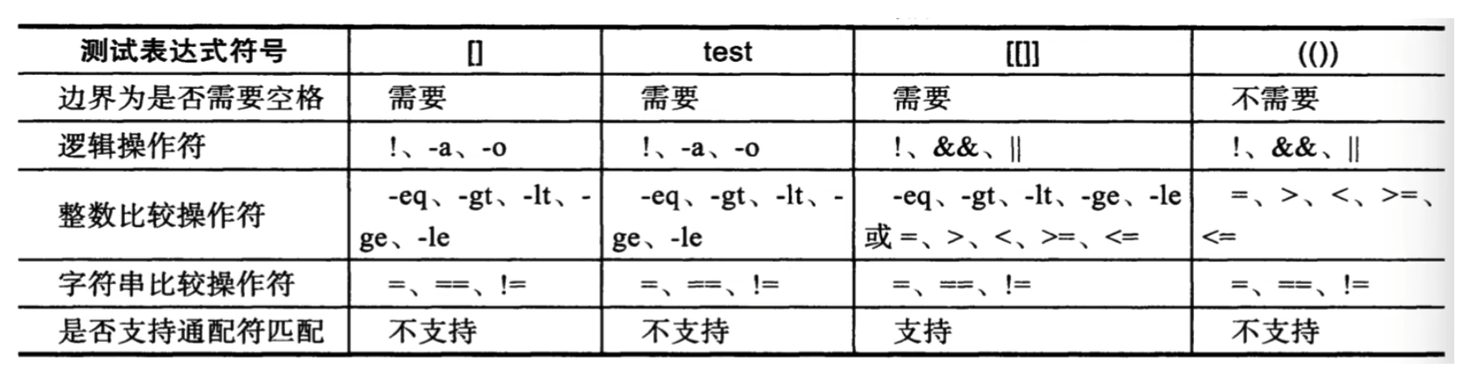 测试表达式符号 [] test [[]] (())
边界为是否需要空格 需要 需要 需要 不需要
逻辑操作符 !、-a、-o !、-a、-o !、&&、|| !、&&、||
整数比较操作符 -eq、-gt、-lt、- -eq、-gt、-lt、- -eq、-gt、-lt、-ge、-le =、>、<、>=、
ge、-le ge、-le 或 =、>、<、>=、<= <=
字符串比较操作符 =、==、!= =、==、!= =、==、!= =、==、!=
是否支持通配符匹配 不支持 不支持 支持 不支持